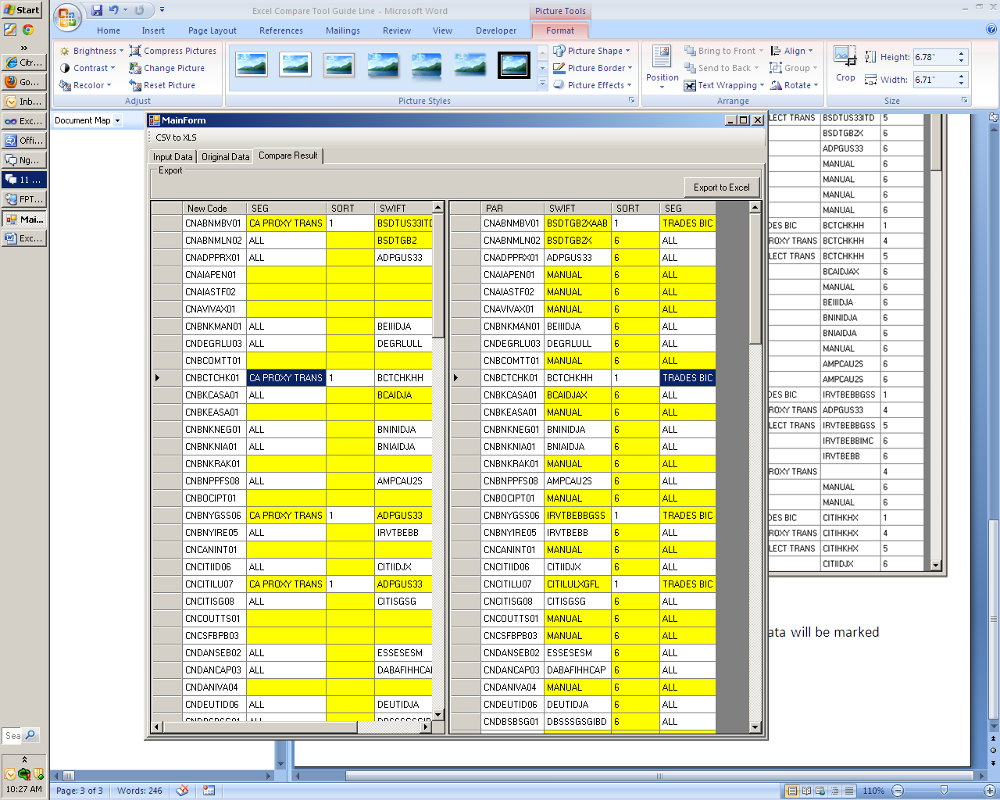 Start
Excel Compare Tool Guide Line - Microsoft Word
Picture Tools
Home Insert Page Layout References Mailings Review View Developer Format
Brightness Compress Pictures
Contrast Change Picture
Recolor Reset Picture
Picture Shape
Picture Border
Picture Effects
Position
Bring to Front
Send to Back
Text Wrapping
Align
Group
Rotate
Crop
Height: 6.78"
Width: 6.71"
Adjust Picture Styles Arrange Size
Citr...
Go...
Inb...
Exc...
Offi...
Ng...
11 ...
FPT...
Mai...
Exc...
Sea
10:27 AM
Document Map
MainForm
CSV to XLS
Input Data Original Data Compare Result
Export
Export to Excel
New Code SEG SORT SWIFT PAR SWIFT SORT SEG
CNABNMBV01 CA PROXY TRANS 1 BSDTUS33ITD CNABNMBV01 BSDTGB2XAAB 1 TRADES BIC
CNABNMLN02 ALL BSDTGB2 CNABNMLN02 BSDTGB2X 6 ALL
CNADPPRX01 ALL ADPGUS33 CNADPPRX01 ADPGUS33 6 ALL
CNAIAPEN01 CNAIAPEN01 MANUAL 6 ALL
CNAIASTF02 CNAIASTF02 MANUAL 6 ALL
CNAVIVAX01 CNAVIVAX01 MANUAL 6 ALL
CNBNKMAN01 ALL BEIIIDJA CNBNKMAN01 BEIIIDJA 6 ALL
CNDEGRLU03 ALL DEGRLULL CNDEGRLU03 DEGRLULL 6 ALL
CNBCOMTT01 CNBCOMTT01 MANUAL 6 ALL
CNBCTCHK01 CA PROXY TRANS 1 BCTCHKHH CNBCTCHK01 BCTCHKHH 1 TRADES BIC
CNBKCASA01 ALL BCAIDJA CNBKCASA01 BCAIDJAX 6 ALL
CNBKEASA01 CNBKEASA01 MANUAL 6 ALL
CNBNKNEG01 ALL BNINIDJA CNBNKNEG01 BNINIDJA 6 ALL
CNBNKNIA01 ALL BNIAIDJA CNBNKNIA01 BNIAIDJA 6 ALL
CNBNKRAK01 CNBNKRAK01 MANUAL 6 ALL
CNBNPPFS08 ALL AMPCAU2S CNBNPPFS08 AMPCAU2S 6 ALL
CNBOCIPT01 CNBOCIPT01 MANUAL 6 ALL
CNBNYGSS06 CA PROXY TRANS 1 ADPGUS33 CNBNYGSS06 IRVTBEBBGSS 1 TRADES BIC
CNBNYIRE05 ALL IRVTBEBB CNBNYIRE05 IRVTBEBB 6 ALL
CNCANINT01 CNCANINT01 MANUAL 6 ALL
CNCITIID06 ALL CITIIDJX CNCITIID06 CITIIDJX 6 ALL
CNCITILU07 CA PROXY TRANS 1 ADPGUS33 CNCITILU07 CITILULXGFL 1 TRADES BIC
CNCITISG08 ALL CITISGSG CNCITISG08 CITISGSG 6 ALL
CNCOUTTS01 CNCOUTTS01 MANUAL 6 ALL
CNCSFBPB03 CNCSFBPB03 MANUAL 6 ALL
CNDANSEB02 ALL ESSESESM CNDANSEB02 ESSESESM 6 ALL
CNDANCAP03 ALL DABAFIHHCAP CNDANCAP03 DABAFIHHCAP 6 ALL
CNDANIVA04 CNDANIVA04 MANUAL 6 ALL
CNDEUTID06 ALL DEUTIDJA CNDEUTID06 DEUTIDJA 6 ALL
CNDBSBSG01 ALL DBSSSGSGIBD CNDBSBSG01 DBSSSGSGIBD 6 ALL
LECT TRANS BSDTUS33ITD 5
BSDTGB2X 6
ADPGUS33 6
MANUAL 6
MANUAL 6
MANUAL 6
MANUAL 6
DES BIC BCTCHKHH 1
ROXY TRANS BCTCHKHH 4
LECT TRANS BCTCHKHH 5
BCAIDJAX 6
MANUAL 6
BEIIIDJA 6
BNINIDJA 6
BNIAIDJA 6
MANUAL 6
AMPCAU2S 6
AMPCAU2S 6
DES BIC IRVTBEBBGSS 1
ROXY TRANS ADPGUS33 4
LECT TRANS IRVTBEBBGSS 5
IRVTBEBBIMC 6
IRVTBEBB 6
ROXY TRANS 4
MANUAL 6
MANUAL 6
DES BIC CITIHKHX 1
ROXY TRANS CITIHKHX 4
LECT TRANS CITIHKHX 5
CITIIDJX 6
ata will be marked
Page: 3 of 3 Words: 246 110%